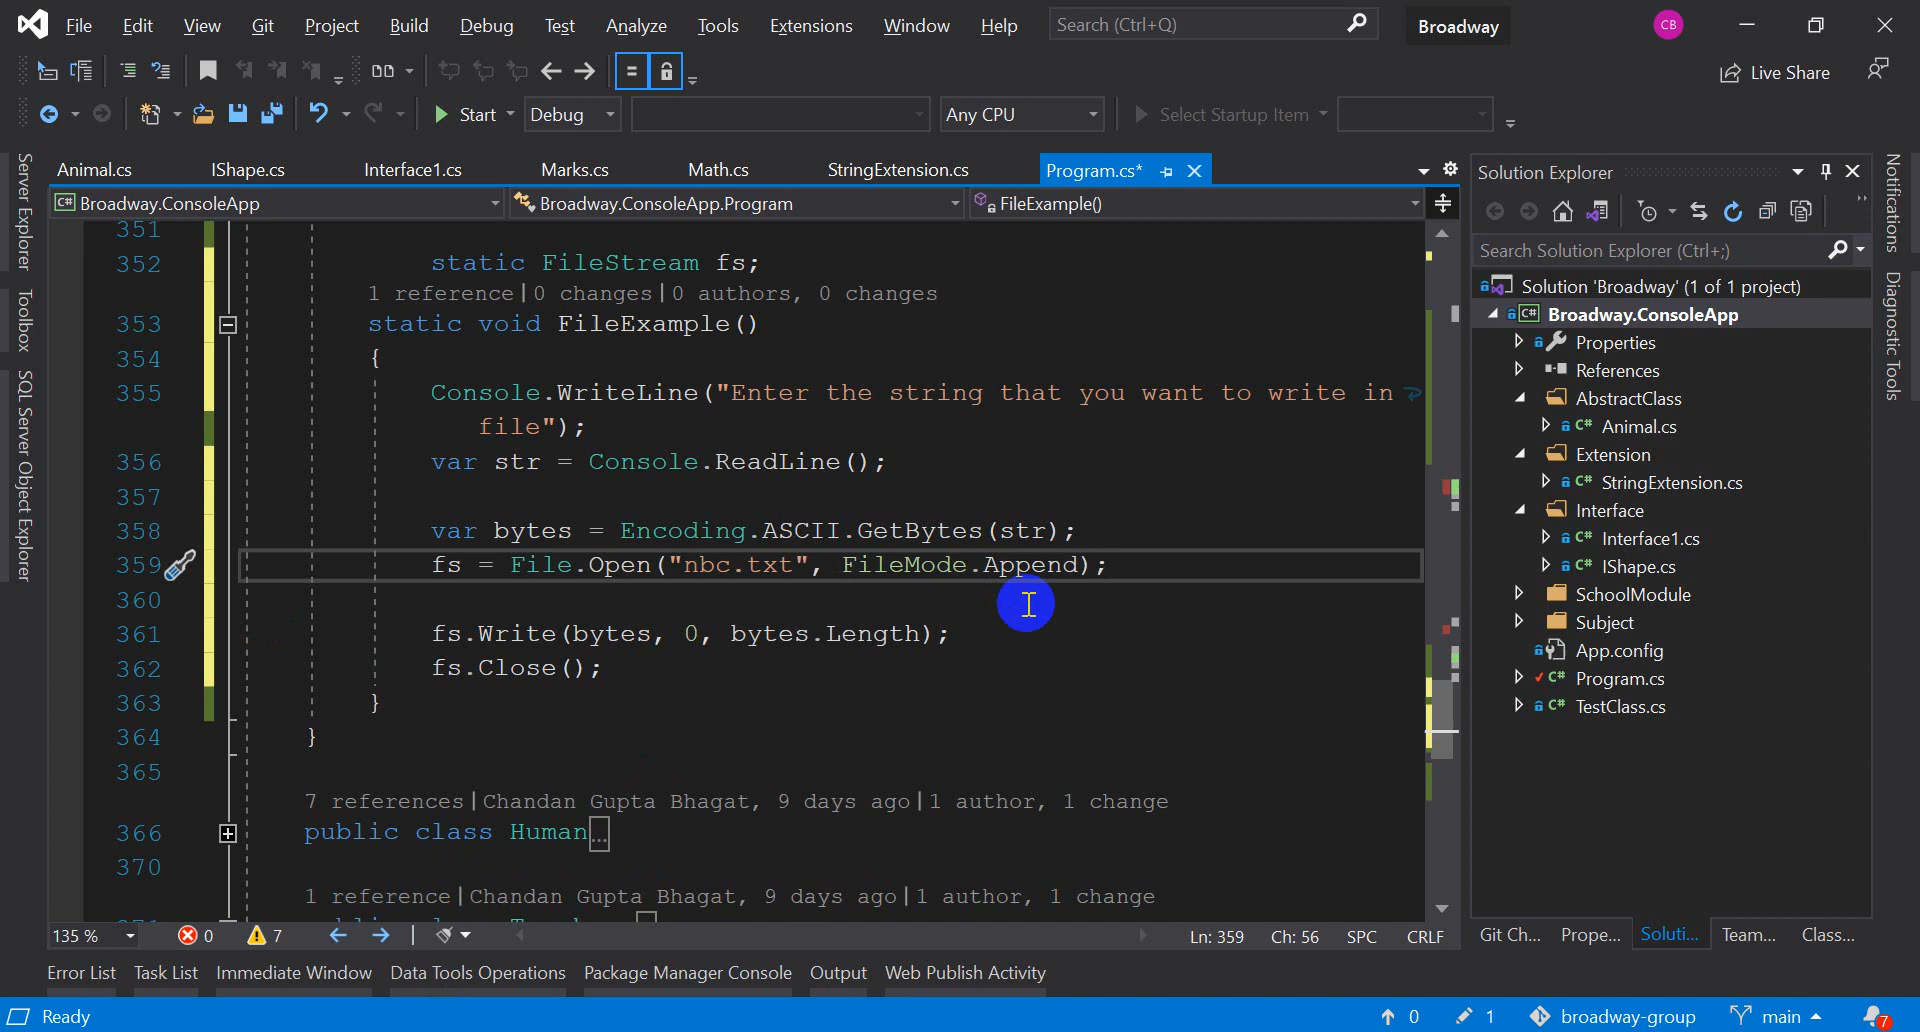 File Edit View Git Project Build Debug Test Analyze Tools Extensions Window Help Search (Ctrl+Q) Broadway CB
Live Share
Start Debug Any CPU Select Startup Item
Server Explorer
Toolbox
SQL Server Object Explorer
Animal.cs IShape.cs Interface1.cs Marks.cs Math.cs StringExtension.cs Program.cs*
C# Broadway.ConsoleApp Broadway.ConsoleApp.Program FileExample()
351
352 static FileStream fs;
1 reference|0 changes|0 authors, 0 changes
353 static void FileExample()
354 {
355 Console.WriteLine("Enter the string that you want to write in
file");
356 var str = Console.ReadLine();
357
358 var bytes = Encoding.ASCII.GetBytes(str);
359 fs = File.Open("nbc.txt", FileMode.Append);
360
361 fs.Write(bytes, 0, bytes.Length);
362 fs.Close();
363 }
364 }
365
7 references|Chandan Gupta Bhagat, 9 days ago|1 author, 1 change
366 public class Human...
370
1 reference|Chandan Gupta Bhagat, 9 days ago|1 author, 1 change
135 % 0 7 Ln: 359 Ch: 56 SPC CRLF
Error List Task List Immediate Window Data Tools Operations Package Manager Console Output Web Publish Activity
Solution Explorer
Search Solution Explorer (Ctrl+;)
Solution 'Broadway' (1 of 1 project)
C# Broadway.ConsoleApp
Properties
References
AbstractClass
C# Animal.cs
Extension
C# StringExtension.cs
Interface
C# Interface1.cs
C# IShape.cs
SchoolModule
Subject
App.config
C# Program.cs
C# TestClass.cs
Git Ch... Prope... Soluti... Team... Class...
Notifications
Diagnostic Tools
Ready 0 1 broadway-group main 7